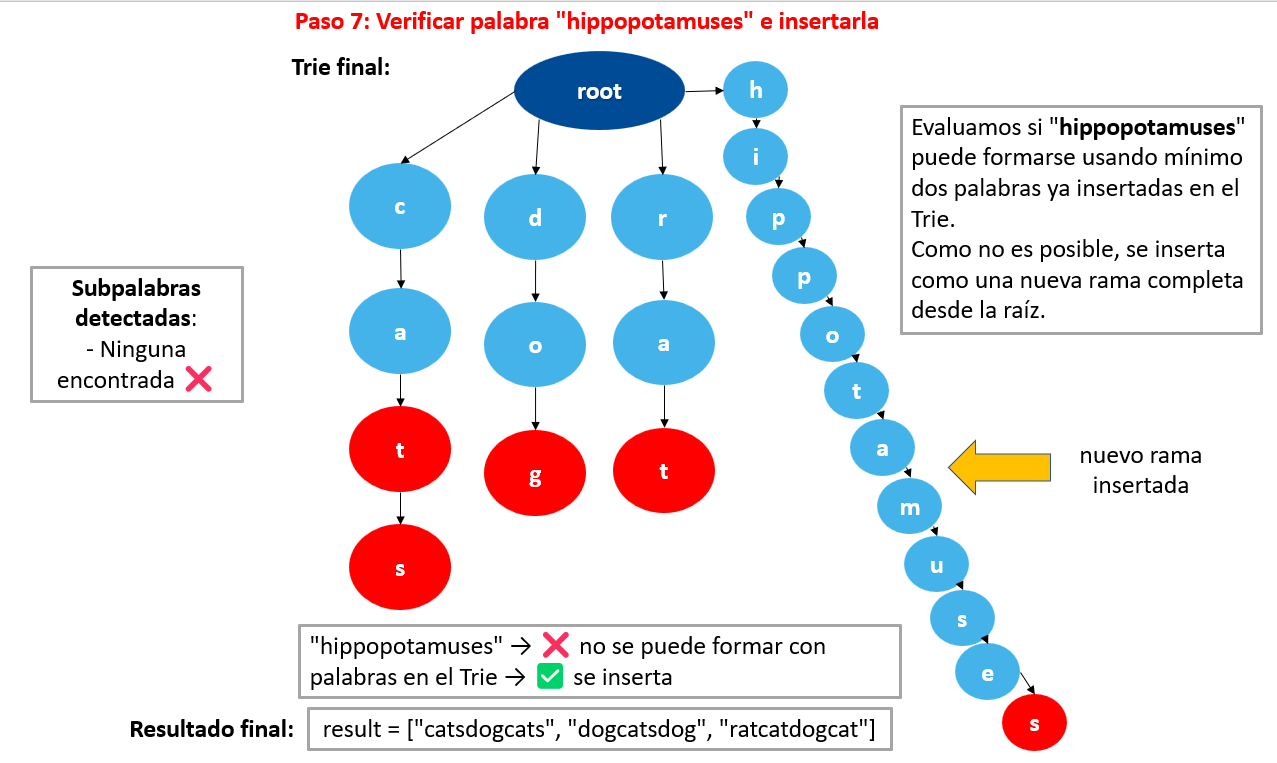 Paso 7: Verificar palabra "hippopotamuses" e insertarla
Trie final:
root
c
a
t
s
d
o
g
r
a
t
h
i
p
p
o
t
a
m
u
s
e
s
Evaluamos si "hippopotamuses"
puede formarse usando mínimo
dos palabras ya insertadas en el
Trie.
Como no es posible, se inserta
como una nueva rama completa
desde la raíz.
Subpalabras
detectadas:
- Ninguna
encontrada ❌
nuevo rama
insertada
"hippopotamuses" → ❌ no se puede formar con
palabras en el Trie → ✅ se inserta
Resultado final:
result = ["catsdogcats", "dogcatsdog", "ratcatdogcat"]